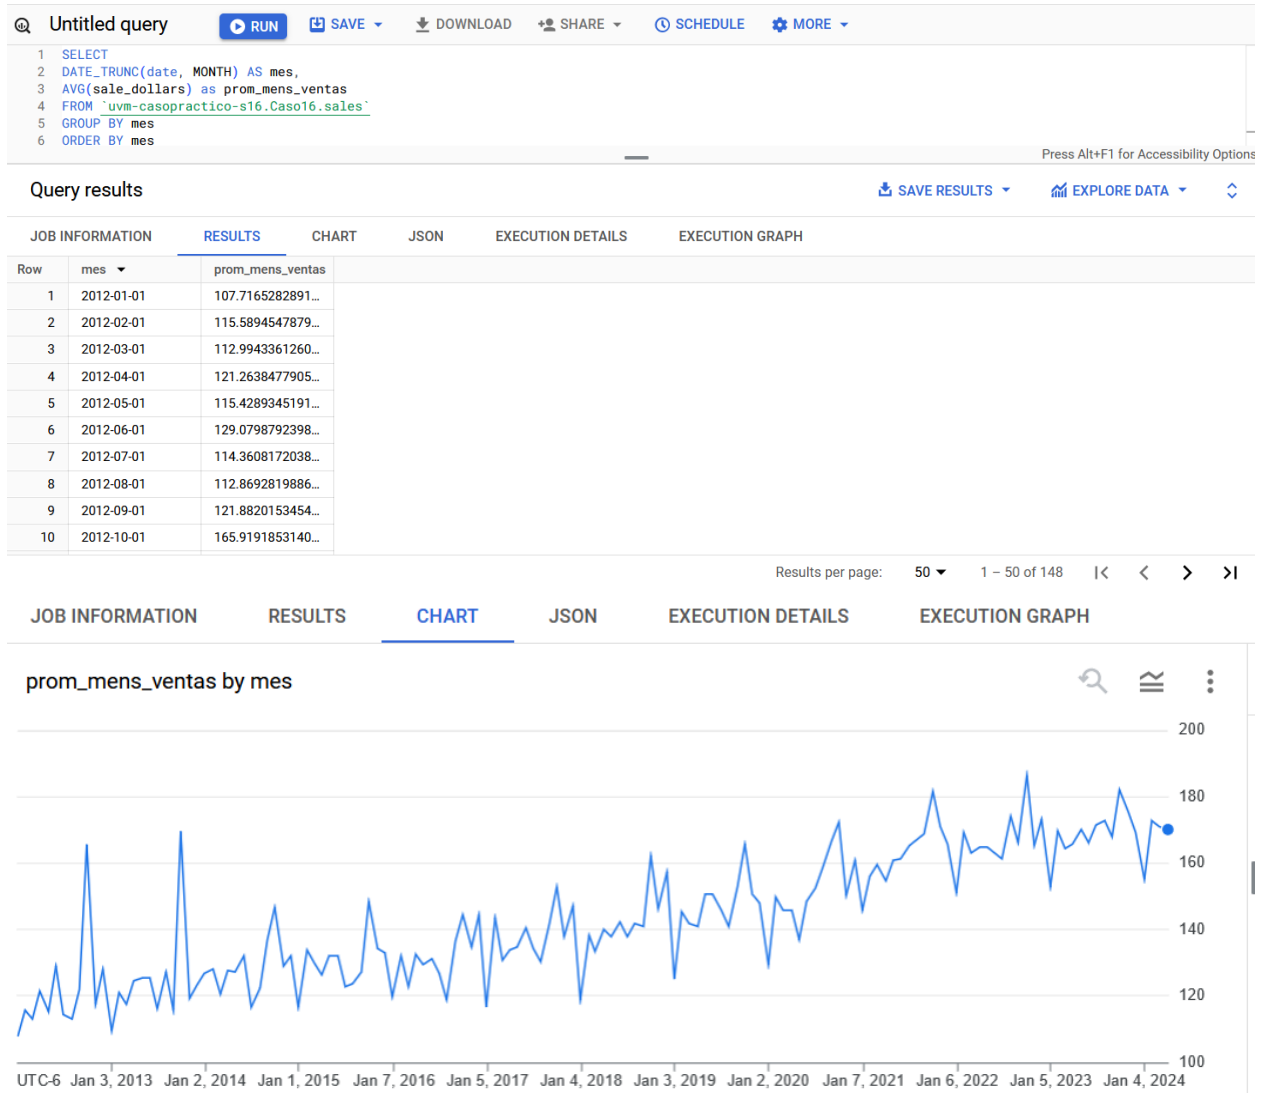 Untitled query RUN SAVE DOWNLOAD SHARE SCHEDULE MORE
1 SELECT
2 DATE_TRUNC(date, MONTH) AS mes,
3 AVG(sale_dollars) as prom_mens_ventas
4 FROM `uvm-casopractico-s16.Caso16.sales`
5 GROUP BY mes
6 ORDER BY mes
Press Alt+F1 for Accessibility Options
Query results SAVE RESULTS EXPLORE DATA
JOB INFORMATION RESULTS CHART JSON EXECUTION DETAILS EXECUTION GRAPH
Row mes prom_mens_ventas
1 2012-01-01 107.7165282891...
2 2012-02-01 115.5894547879...
3 2012-03-01 112.9943361260...
4 2012-04-01 121.2638477905...
5 2012-05-01 115.4289345191...
6 2012-06-01 129.0798792398...
7 2012-07-01 114.3608172038...
8 2012-08-01 112.8692819886...
9 2012-09-01 121.8820153454...
10 2012-10-01 165.9191853140...
Results per page: 50 1 – 50 of 148
JOB INFORMATION RESULTS CHART JSON EXECUTION DETAILS EXECUTION GRAPH
prom_mens_ventas by mes
200
180
160
140
120
100
UTC-6 Jan 3, 2013 Jan 2, 2014 Jan 1, 2015 Jan 7, 2016 Jan 5, 2017 Jan 4, 2018 Jan 3, 2019 Jan 2, 2020 Jan 7, 2021 Jan 6, 2022 Jan 5, 2023 Jan 4, 2024